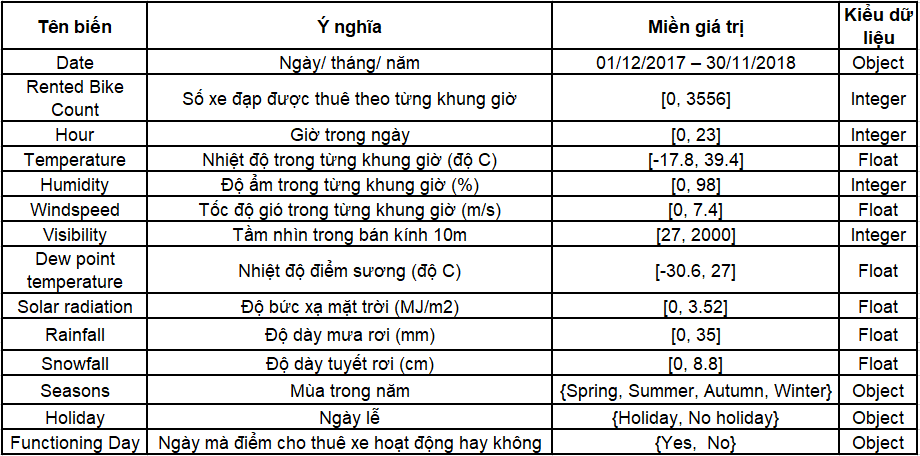 Tên biến Ý nghĩa Miền giá trị Kiểu dữ liệu
Date Ngày/ tháng/ năm 01/12/2017 – 30/11/2018 Object
Rented Bike Count Số xe đạp được thuê theo từng khung giờ [0, 3556] Integer
Hour Giờ trong ngày [0, 23] Integer
Temperature Nhiệt độ trong từng khung giờ (độ C) [-17.8, 39.4] Float
Humidity Độ ẩm trong từng khung giờ (%) [0, 98] Integer
Windspeed Tốc độ gió trong từng khung giờ (m/s) [0, 7.4] Float
Visibility Tầm nhìn trong bán kính 10m [27, 2000] Integer
Dew point temperature Nhiệt độ điểm sương (độ C) [-30.6, 27] Float
Solar radiation Độ bức xạ mặt trời (MJ/m2) [0, 3.52] Float
Rainfall Độ dày mưa rơi (mm) [0, 35] Float
Snowfall Độ dày tuyết rơi (cm) [0, 8.8] Float
Seasons Mùa trong năm {Spring, Summer, Autumn, Winter} Object
Holiday Ngày lễ {Holiday, No holiday} Object
Functioning Day Ngày mà điểm cho thuê xe hoạt động hay không {Yes, No} Object